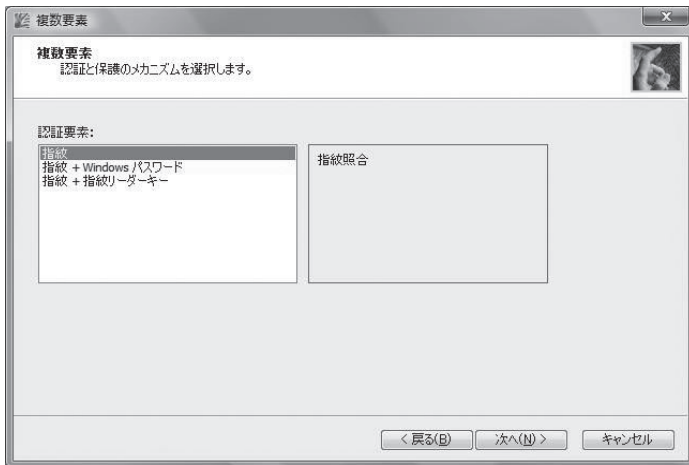 複数要素
複数要素
認証と保護のメカニズムを選択します。
認証要素:
指紋
指紋 + Windows パスワード
指紋 + 指紋リーダーキー
指紋照合
< 戻る(B)
次へ(N) >
キャンセル